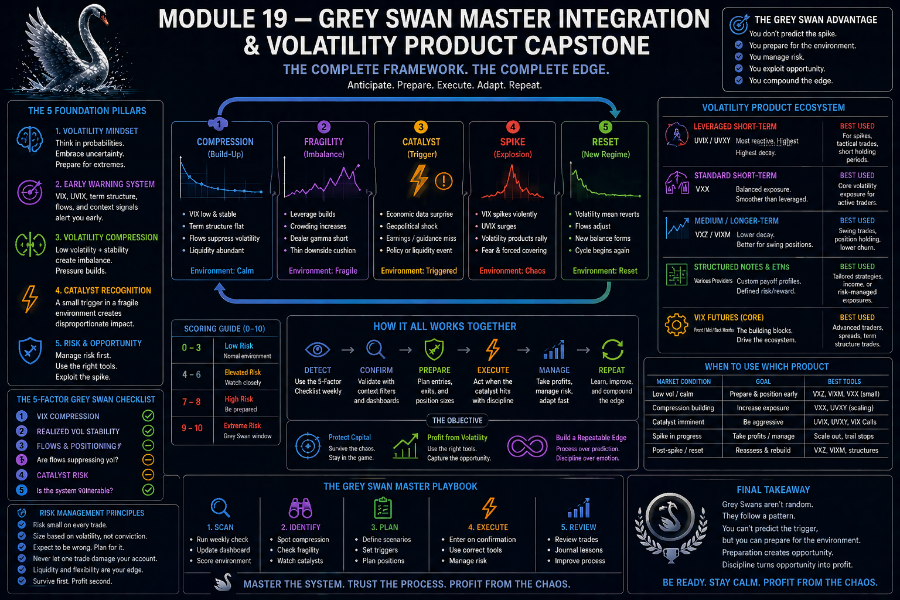 MODULE 19 — GREY SWAN MASTER INTEGRATION
& VOLATILITY PRODUCT CAPSTONE
THE COMPLETE FRAMEWORK. THE COMPLETE EDGE.
Anticipate. Prepare. Execute. Adapt. Repeat.
THE GREY SWAN ADVANTAGE
You don't predict the spike.
You prepare for the environment.
You manage risk.
You exploit opportunity.
You compound the edge.
THE 5 FOUNDATION PILLARS
1. VOLATILITY MINDSET
Think in probabilities.
Embrace uncertainty.
Prepare for extremes.
2. EARLY WARNING SYSTEM
VIX, UVIX, term structure,
flows, and context signals
alert you early.
3. VOLATILITY COMPRESSION
Low volatility + stability
create imbalance.
Pressure builds.
4. CATALYST RECOGNITION
A small trigger in a fragile
environment creates
disproportionate impact.
5. RISK & OPPORTUNITY
Manage risk first.
Use the right tools.
Exploit the spike.
1
COMPRESSION
(Build-Up)
• VIX low & stable
• Term structure flat
• Flows suppress volatility
• Liquidity abundant
Environment: Calm
2
FRAGILITY
(Imbalance)
• Leverage builds
• Crowding increases
• Dealer gamma short
• Thin downside cushion
Environment: Fragile
3
CATALYST
(Trigger)
• Economic data surprise
• Geopolitical shock
• Earnings / guidance miss
• Policy or liquidity event
Environment: Triggered
4
SPIKE
(Explosion)
• VIX spikes violently
• UVIX surges
• Volatility products rally
• Fear & forced covering
Environment: Chaos
5
RESET
(New Regime)
• Volatility mean reverts
• Flows adjust
• New balance forms
• Cycle begins again
Environment: Reset
VOLATILITY PRODUCT ECOSYSTEM
LEVERAGED SHORT-TERM
UVIX / UVXY Most reactive. Highest
Highest decay.
BEST USED
For spikes,
tactical trades,
short holding
periods.
STANDARD SHORT-TERM
VXX Balanced exposure.
Smoother than leveraged.
BEST USED
Core volatility
exposure for
active traders.
MEDIUM / LONGER-TERM
VXZ / VIXM Lower decay.
Better for swing positions.
BEST USED
Swing trades,
position holding,
lower churn.
STRUCTURED NOTES & ETNs
Various Providers Custom payoff profiles.
Defined risk/reward.
BEST USED
Tailored strategies,
income, or
risk-managed
exposures.
VIX FUTURES (CORE)
Front / Mid / Back Months The building blocks.
Drive the ecosystem.
BEST USED
Advanced traders,
spreads, term
structure trades.
SCORING GUIDE (0–10)
0 – 3 Low Risk
Normal environment
4 – 6 Elevated Risk
Watch closely
7 – 8 High Risk
Be prepared
9 – 10 Extreme Risk
Grey Swan window
HOW IT ALL WORKS TOGETHER
DETECT
Use the 5-Factor
Checklist weekly
CONFIRM
Validate with
context filters
and dashboards
PREPARE
Plan entries,
exits, and
position sizes
EXECUTE
Act when the
catalyst hits
with discipline
MANAGE
Take profits,
manage risk,
adapt fast
REPEAT
Learn, improve,
and compound
the edge
THE OBJECTIVE
Protect Capital
Survive the chaos.
Stay in the game.
Profit from Volatility
Use the right tools.
Capture the opportunity.
Build a Repeatable Edge
Process over prediction.
Discipline over emotion.
WHEN TO USE WHICH PRODUCT
MARKET CONDITION GOAL BEST TOOLS
Low vol / calm Prepare & position early VXZ, VIXM, VXX (small)
Compression building Increase exposure VXX, UVXY (scaling)
Catalyst imminent Be aggressive UVIX, UVXY, VIX Calls
Spike in progress Take profits / manage Scale out, trail stops
Post-spike / reset Reassess & rebuild VXZ, VIXM, structures
THE 5-FACTOR GREY SWAN CHECKLIST
1 VIX COMPRESSION
2 REALIZED VOL STABILITY
3 FLOWS & POSITIONING
Are flows suppressing vol?
4 CATALYST RISK
5 Is the system vulnerable?
RISK MANAGEMENT PRINCIPLES
• Risk small on every trade.
• Size based on volatility, not conviction.
• Expect to be wrong. Plan for it.
• Never let one trade damage your account.
• Liquidity and flexibility are your edge.
• Survive first. Profit second.
THE GREY SWAN MASTER PLAYBOOK
1. SCAN
• Run weekly check
• Update dashboard
• Score environment
2. IDENTIFY
• Spot compression
• Check fragility
• Watch catalysts
3. PLAN
• Define scenarios
• Set triggers
• Plan positions
4. EXECUTE
• Enter on confirmation
• Use correct tools
• Manage risk
5. REVIEW
• Review trades
• Journal lessons
• Improve process
MASTER THE SYSTEM. TRUST THE PROCESS. PROFIT FROM THE CHAOS.
FINAL TAKEAWAY
Grey Swans aren't random.
They follow a pattern.
You can't predict the trigger,
but you can prepare for the environment.
Preparation creates opportunity.
Discipline turns opportunity into profit.
BE READY. STAY CALM. PROFIT FROM THE CHAOS.